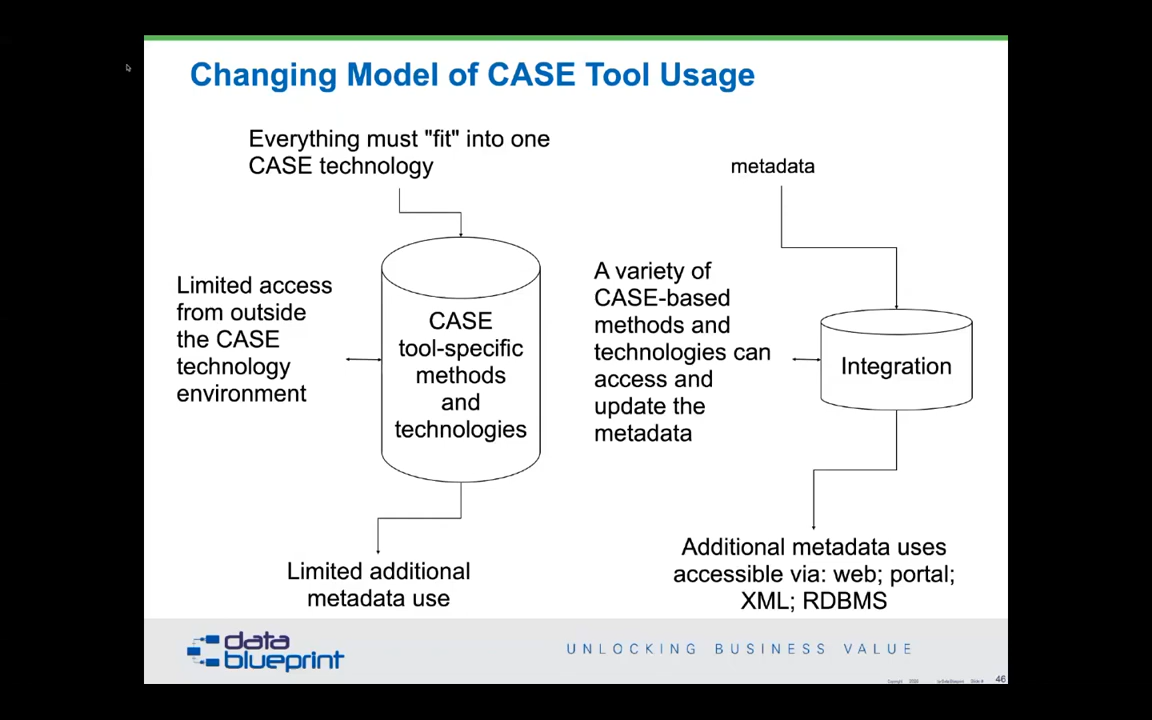 Changing Model of CASE Tool Usage
Everything must "fit" into one
CASE technology
Limited access
from outside
the CASE
technology
environment
CASE
tool-specific
methods
and
technologies
Limited additional
metadata use
metadata
A variety of
CASE-based
methods and
technologies can
access and
update the
metadata
Integration
Additional metadata uses
accessible via: web; portal;
XML; RDBMS
data
blueprint
UNLOCKING BUSINESS VALUE
46